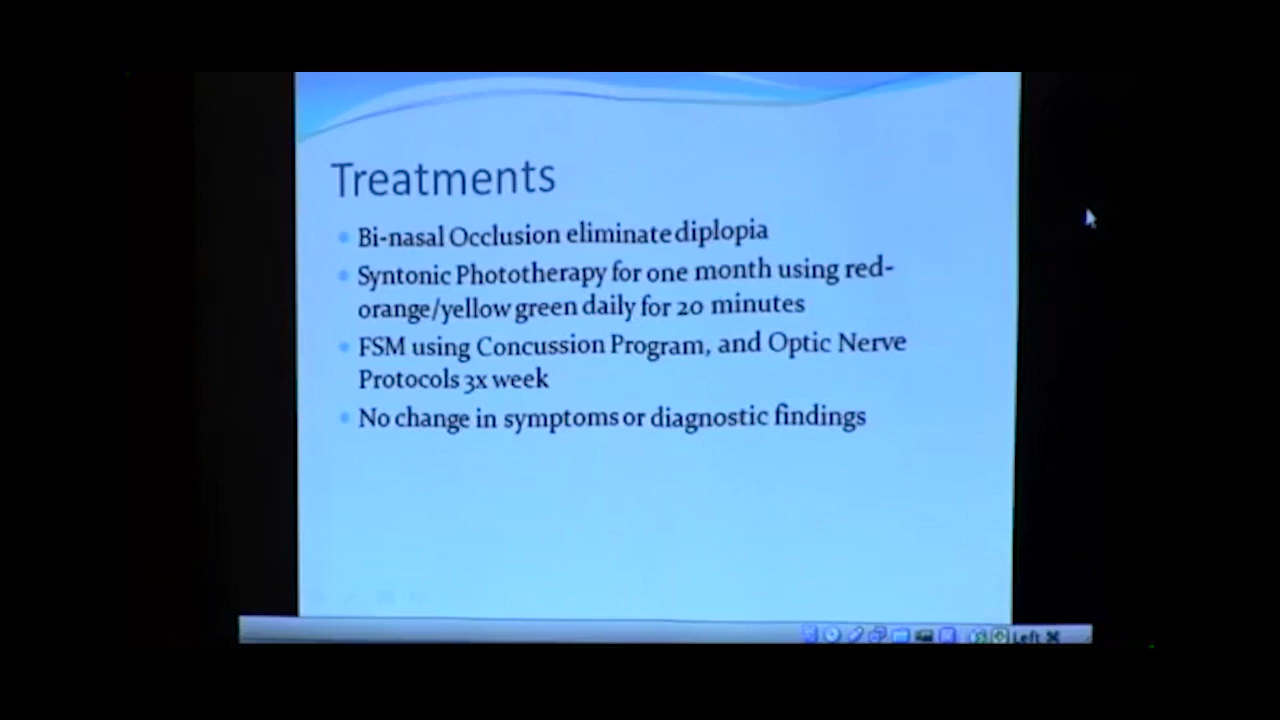 Treatments
Bi-nasal Occlusion eliminate diplopia
Syntonic Phototherapy for one month using red-
orange/yellow green daily for 20 minutes
FSM using Concussion Program, and Optic Nerve
Protocols 3x week
No change in symptoms or diagnostic findings
Left ⌘